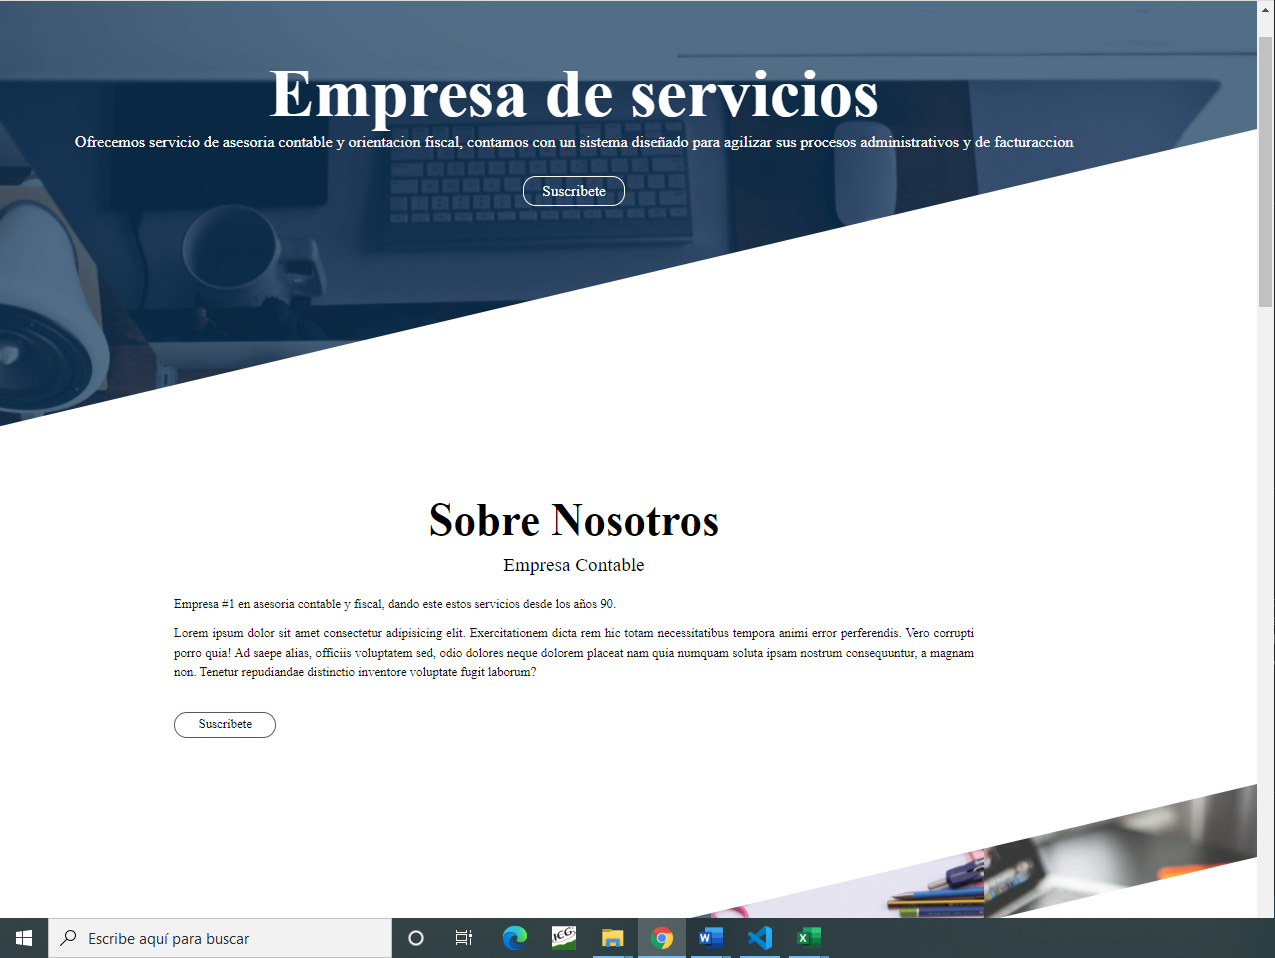 Empresa de servicios
Ofrecemos servicio de asesoria contable y orientacion fiscal, contamos con un sistema diseñado para agilizar sus procesos administrativos y de facturaccion
Suscribete
Sobre Nosotros
Empresa Contable
Empresa #1 en asesoria contable y fiscal, dando este estos servicios desde los años 90.
Lorem ipsum dolor sit amet consectetur adipisicing elit. Exercitationem dicta rem hic totam necessitatibus tempora animi error perferendis. Vero corrupti
porro quia! Ad saepe alias, officiis voluptatem sed, odio dolores neque dolorem placeat nam quia numquam soluta ipsam nostrum consequuntur, a magnam
non. Tenetur repudiandae distinctio inventore voluptate fugit laborum?
Suscribete
Escribe aquí para buscar
ICG
W
X